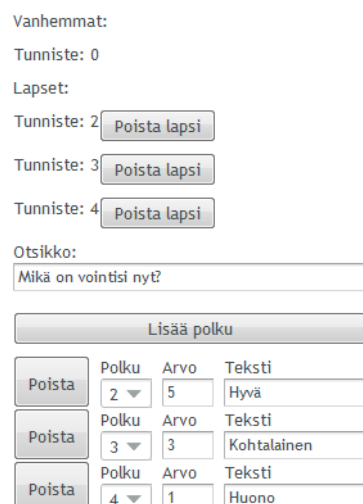 Vanhemmat:
Tunniste: 0
Lapset:
Tunniste: 2 Poista lapsi
Tunniste: 3 Poista lapsi
Tunniste: 4 Poista lapsi
Otsikko:
Mikä on vointisi nyt?
Lisää polku
Poista Polku Arvo Teksti
2 5 Hyvä
Poista Polku Arvo Teksti
3 3 Kohtalainen
Poista Polku Arvo Teksti
4 1 Huono